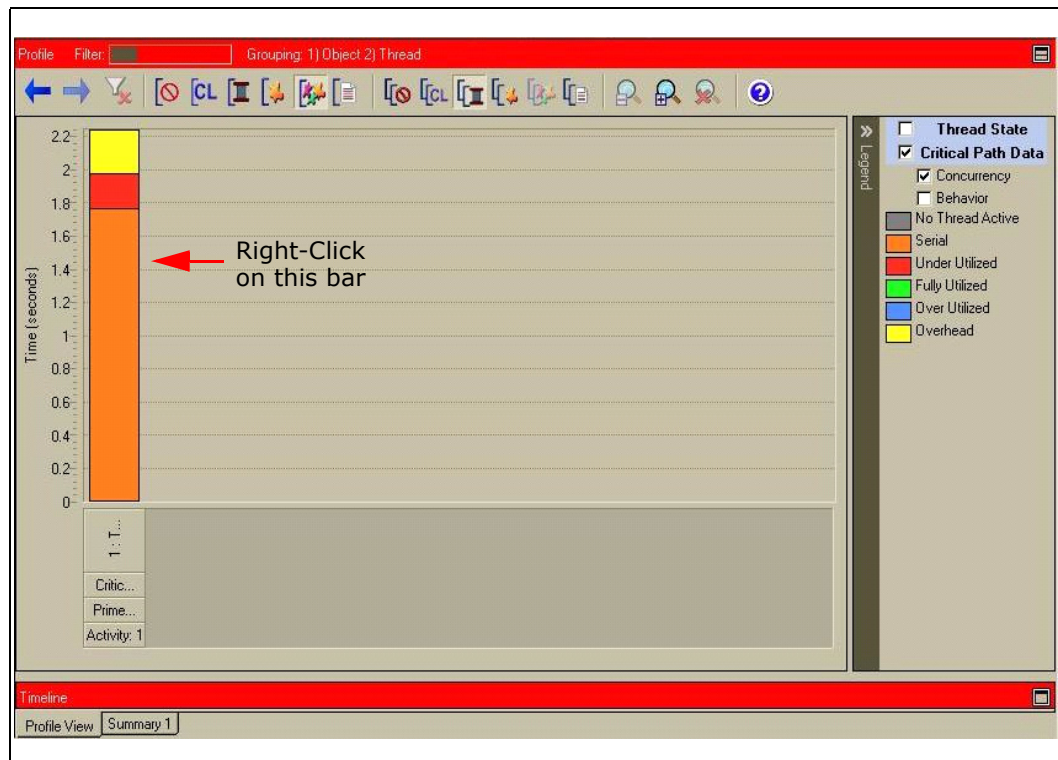 Profile Filter: Grouping: 1) Object 2) Thread
CL CL
2.2
2
1.8
1.6
1.4
1.2
1
0.8
0.6
0.4
0.2
0
Time (seconds)
Right-Click
on this bar
1 : T...
Critic...
Prime...
Activity: 1
Legend
Thread State
Critical Path Data
Concurrency
Behavior
No Thread Active
Serial
Under Utilized
Fully Utilized
Over Utilized
Overhead
Timeline
Profile View Summary 1